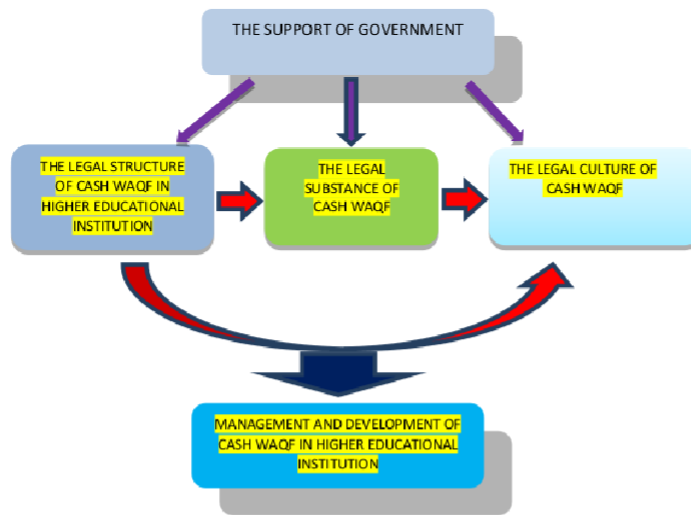 THE SUPPORT OF GOVERNMENT
THE LEGAL STRUCTURE
OF CASH WAQF IN
HIGHER EDUCATIONAL
INSTITUTION
THE LEGAL
SUBSTANCE OF
CASH WAQF
THE LEGAL CULTURE OF
CASH WAQF
MANAGEMENT AND DEVELOPMENT OF
CASH WAQF IN HIGHER EDUCATIONAL
INSTITUTION